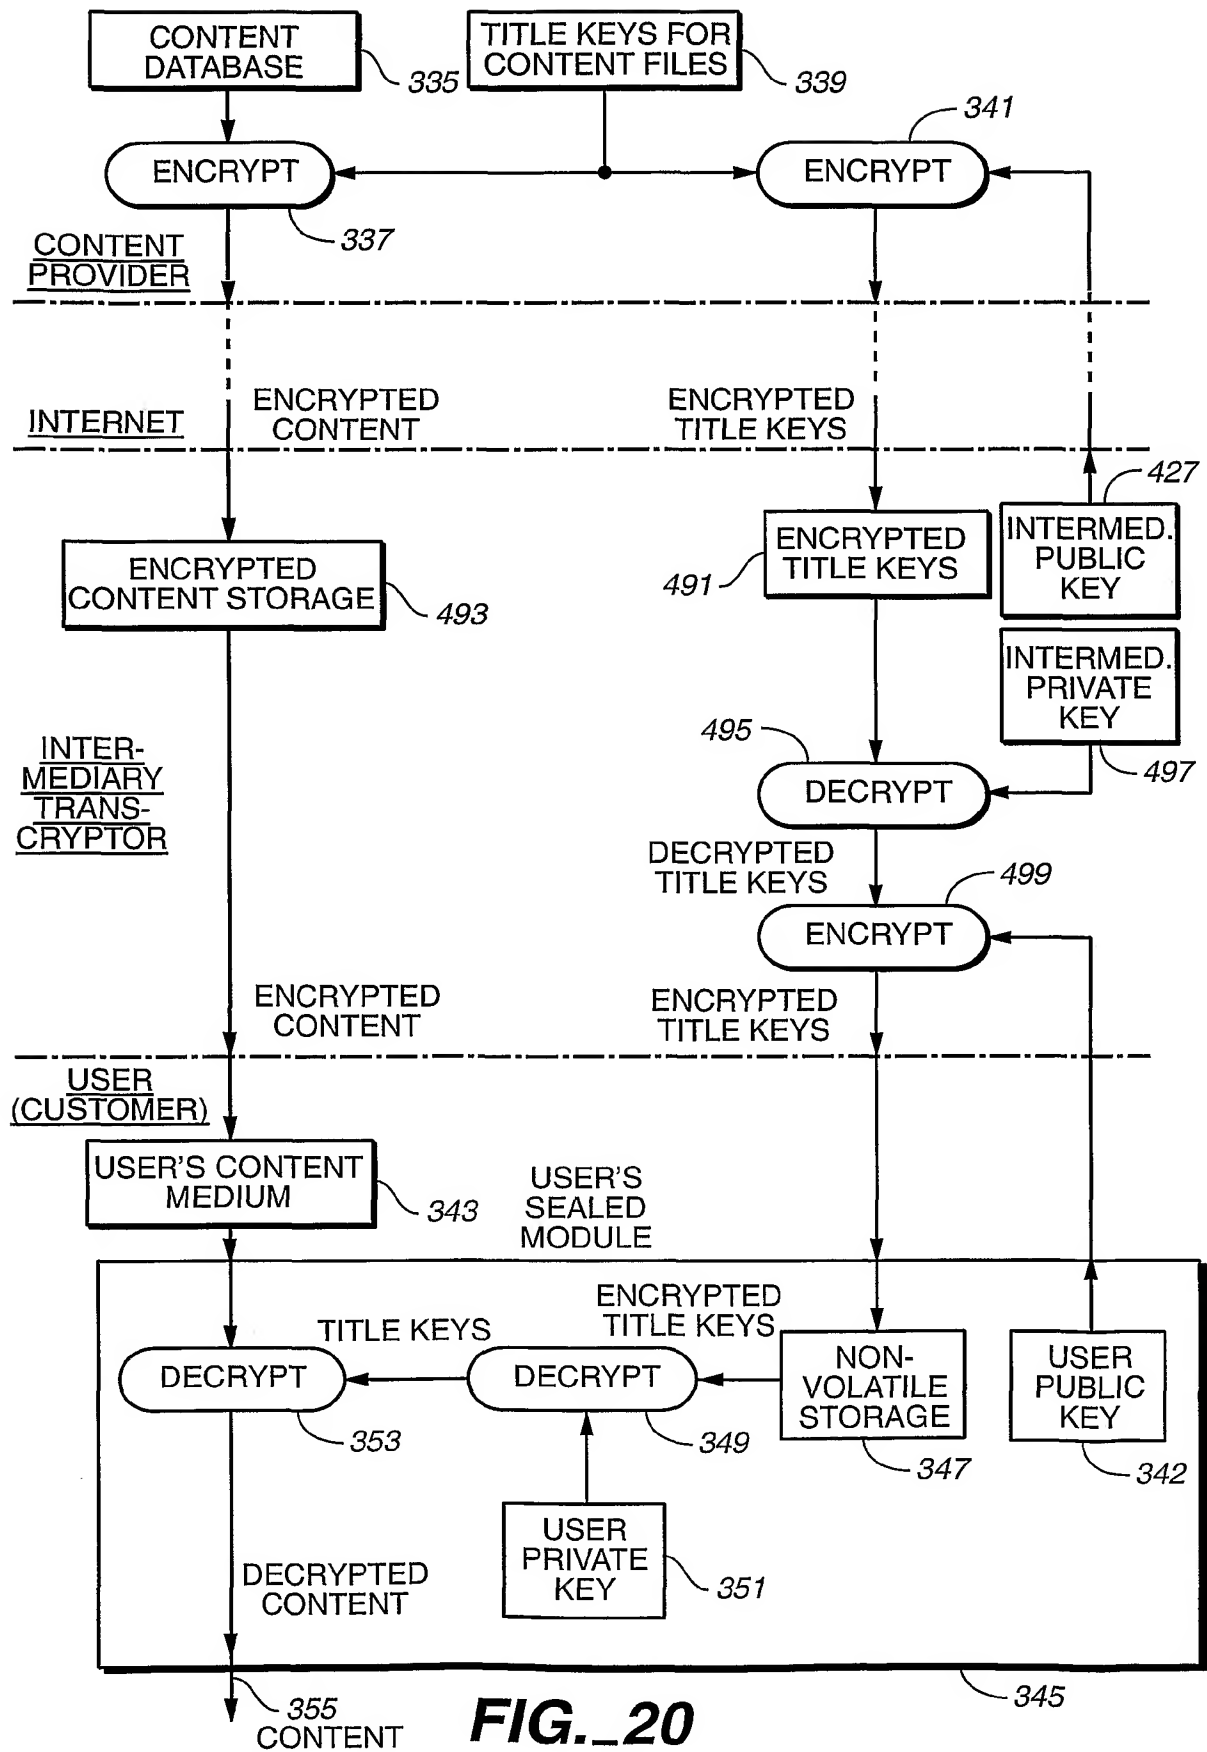 CONTENT
DATABASE
335
TITLE KEYS FOR
CONTENT FILES
339
341
ENCRYPT
ENCRYPT
337
CONTENT
PROVIDER
INTERNET
ENCRYPTED
CONTENT
ENCRYPTED
TITLE KEYS
427
INTERMED.
PUBLIC
KEY
ENCRYPTED
TITLE KEYS
491
ENCRYPTED
CONTENT STORAGE
493
INTERMED.
PRIVATE
KEY
497
INTER-
MEDIARY
TRANS-
CRYPTOR
495
DECRYPT
DECRYPTED
TITLE KEYS
499
ENCRYPT
ENCRYPTED
CONTENT
ENCRYPTED
TITLE KEYS
USER
(CUSTOMER)
USER'S CONTENT
MEDIUM
343
USER'S
SEALED
MODULE
ENCRYPTED
TITLE KEYS
TITLE KEYS
DECRYPT
353
DECRYPT
349
NON-
VOLATILE
STORAGE
347
USER
PUBLIC
KEY
342
USER
PRIVATE
KEY
351
DECRYPTED
CONTENT
345
355
CONTENT
FIG._20